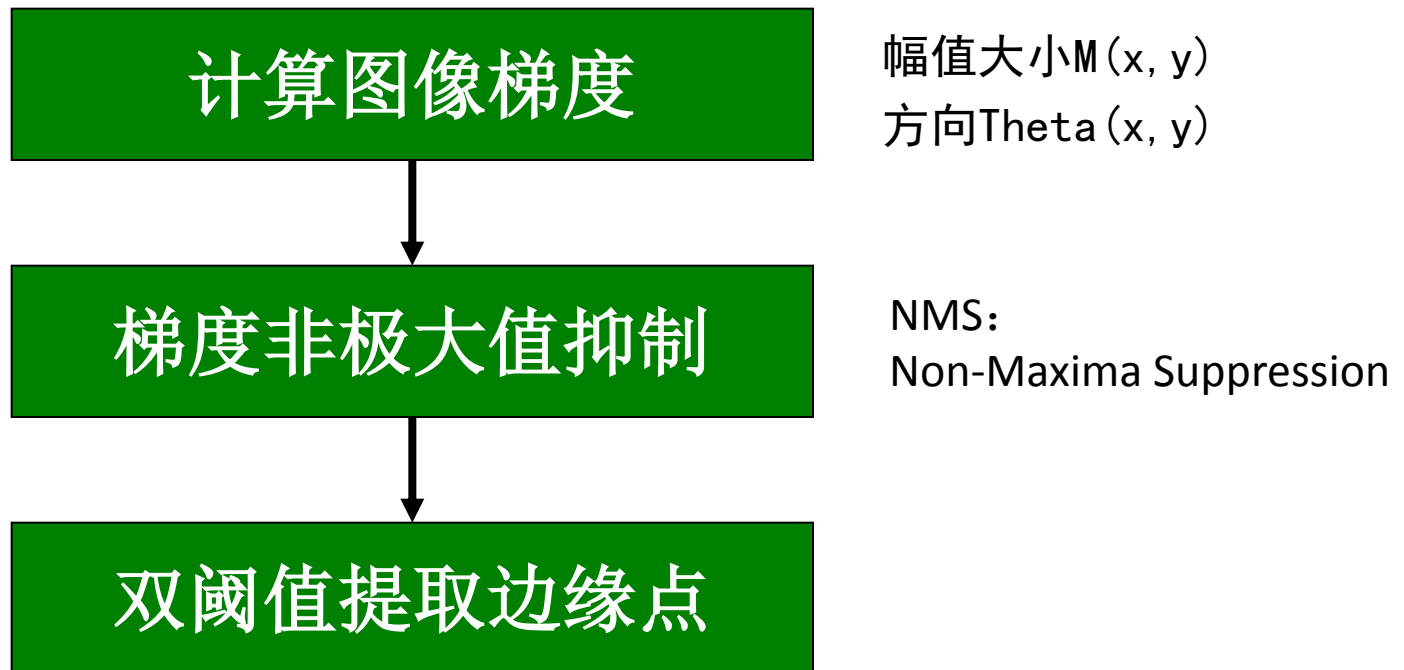 计算图像梯度
幅值大小M(x,y)
方向Theta(x,y)
梯度非极大值抑制
NMS：
Non-Maxima Suppression
双阈值提取边缘点